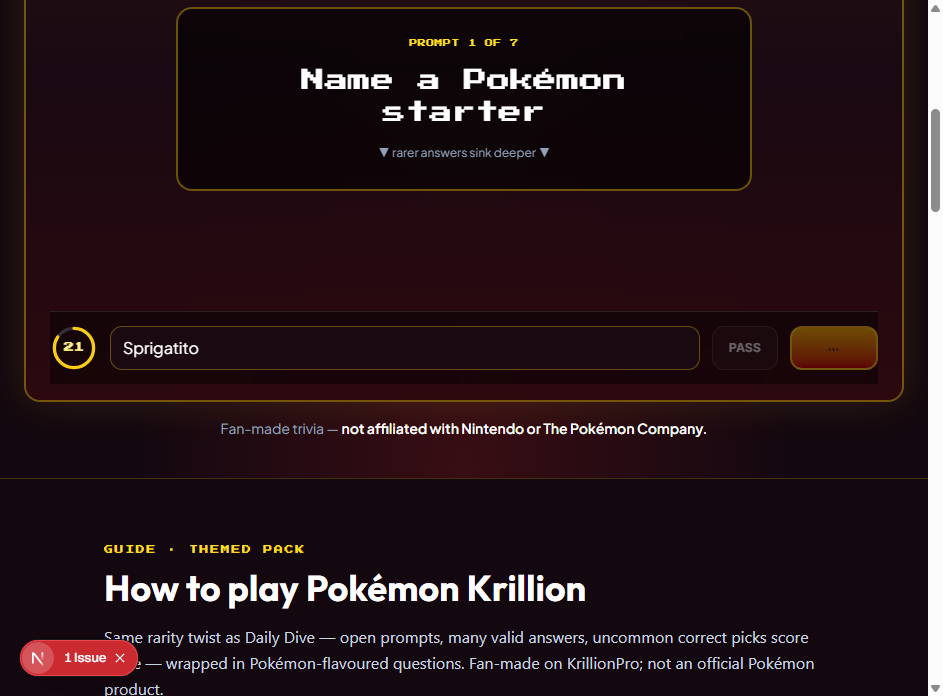 PROMPT 1 OF 7
Name a Pokémon
starter
▼ rarer answers sink deeper ▼
21
Sprigatito
PASS
...
Fan-made trivia — not affiliated with Nintendo or The Pokémon Company.
GUIDE · THEMED PACK
How to play Pokémon Krillion
Same rarity twist as Daily Dive — open prompts, many valid answers, uncommon correct picks score
— wrapped in Pokémon-flavoured questions. Fan-made on KrillionPro; not an official Pokémon
product.
N 1 Issue ×